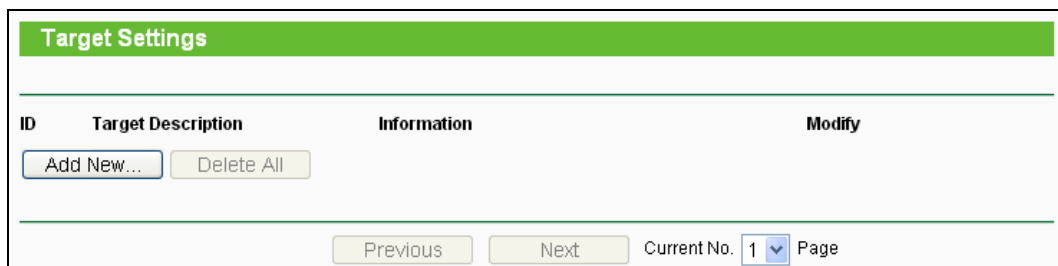 Target Settings
ID Target Description Information Modify
Add New... Delete All
Previous Next Current No. 1 Page